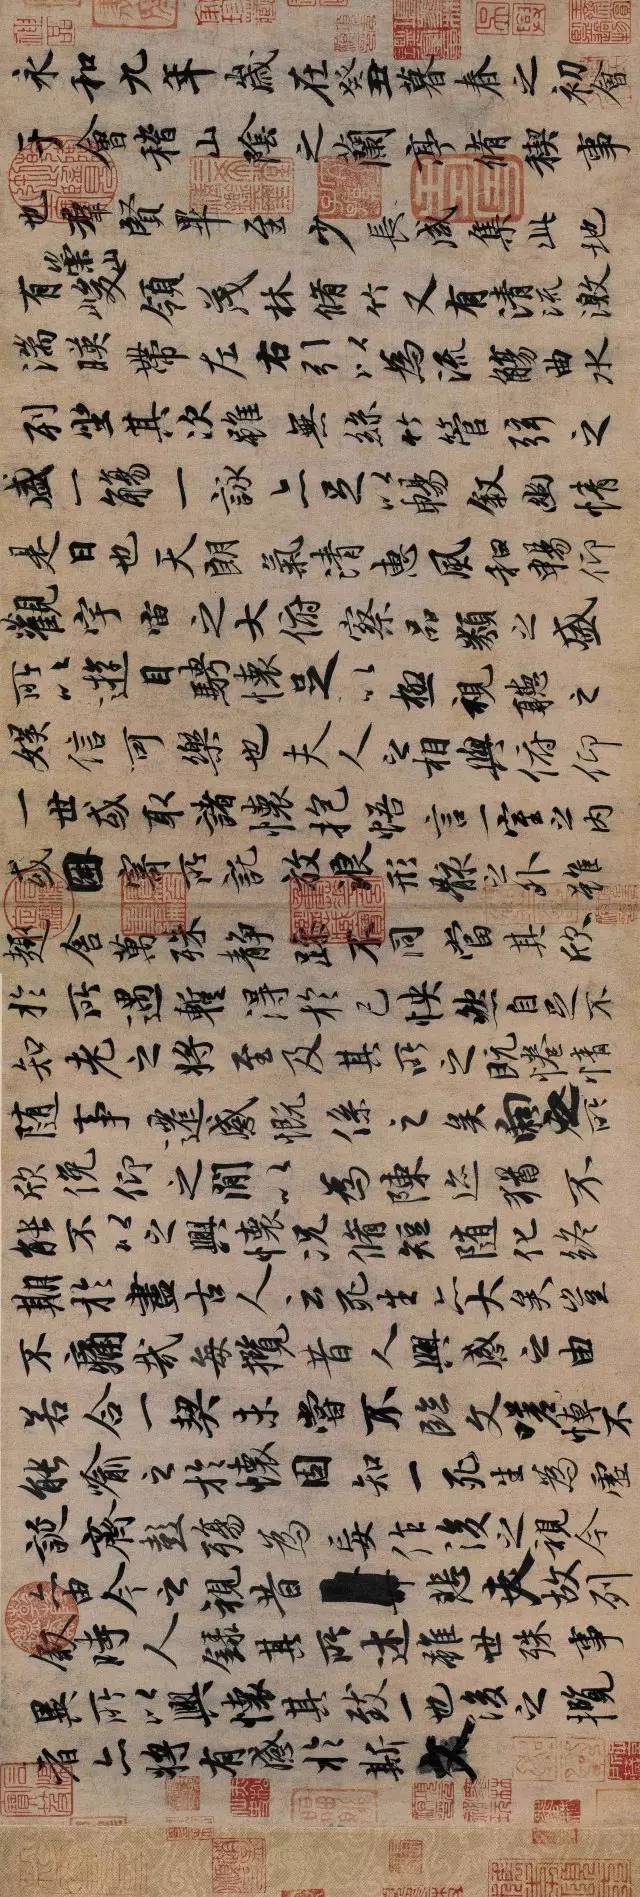 永和九年歲在癸丑暮春之初會
于會稽山陰之蘭亭脩稧事
也羣賢畢至少長咸集此地
有崇山峻領茂林脩竹又有清流激
湍暎帶左右引以為流觴曲水
列坐其次雖無絲竹管弦之
盛一觴一詠亦足以暢叙幽情
是日也天朗氣清惠風和暢仰
觀宇宙之大俯察品類之盛
所以遊目騁懷足以極視聽之
娛信可樂也夫人之相與俯仰
一世或取諸懷抱悟言一室之內
或因寄所託放浪形骸之外雖
趣舍萬殊靜躁不同當其欣
於所遇暫得於己怏然自足不
知老之將至及其所之既惓情
隨事遷感慨係之矣向之所
欣俛仰之閒以為陳迹猶不
能不以之興懷況脩短隨化終
期於盡古人云死生亦大矣豈
不痛哉每攬昔人興感之由
若合一契未嘗不臨文嗟悼不
能喻之於懷固知一死生為虛
誕齊彭殤為妄作後之視今
亦由今之視昔悲夫故列
叙時人錄其所述雖世殊事
異所以興懷其致一也後之攬
者亦將有感於斯文